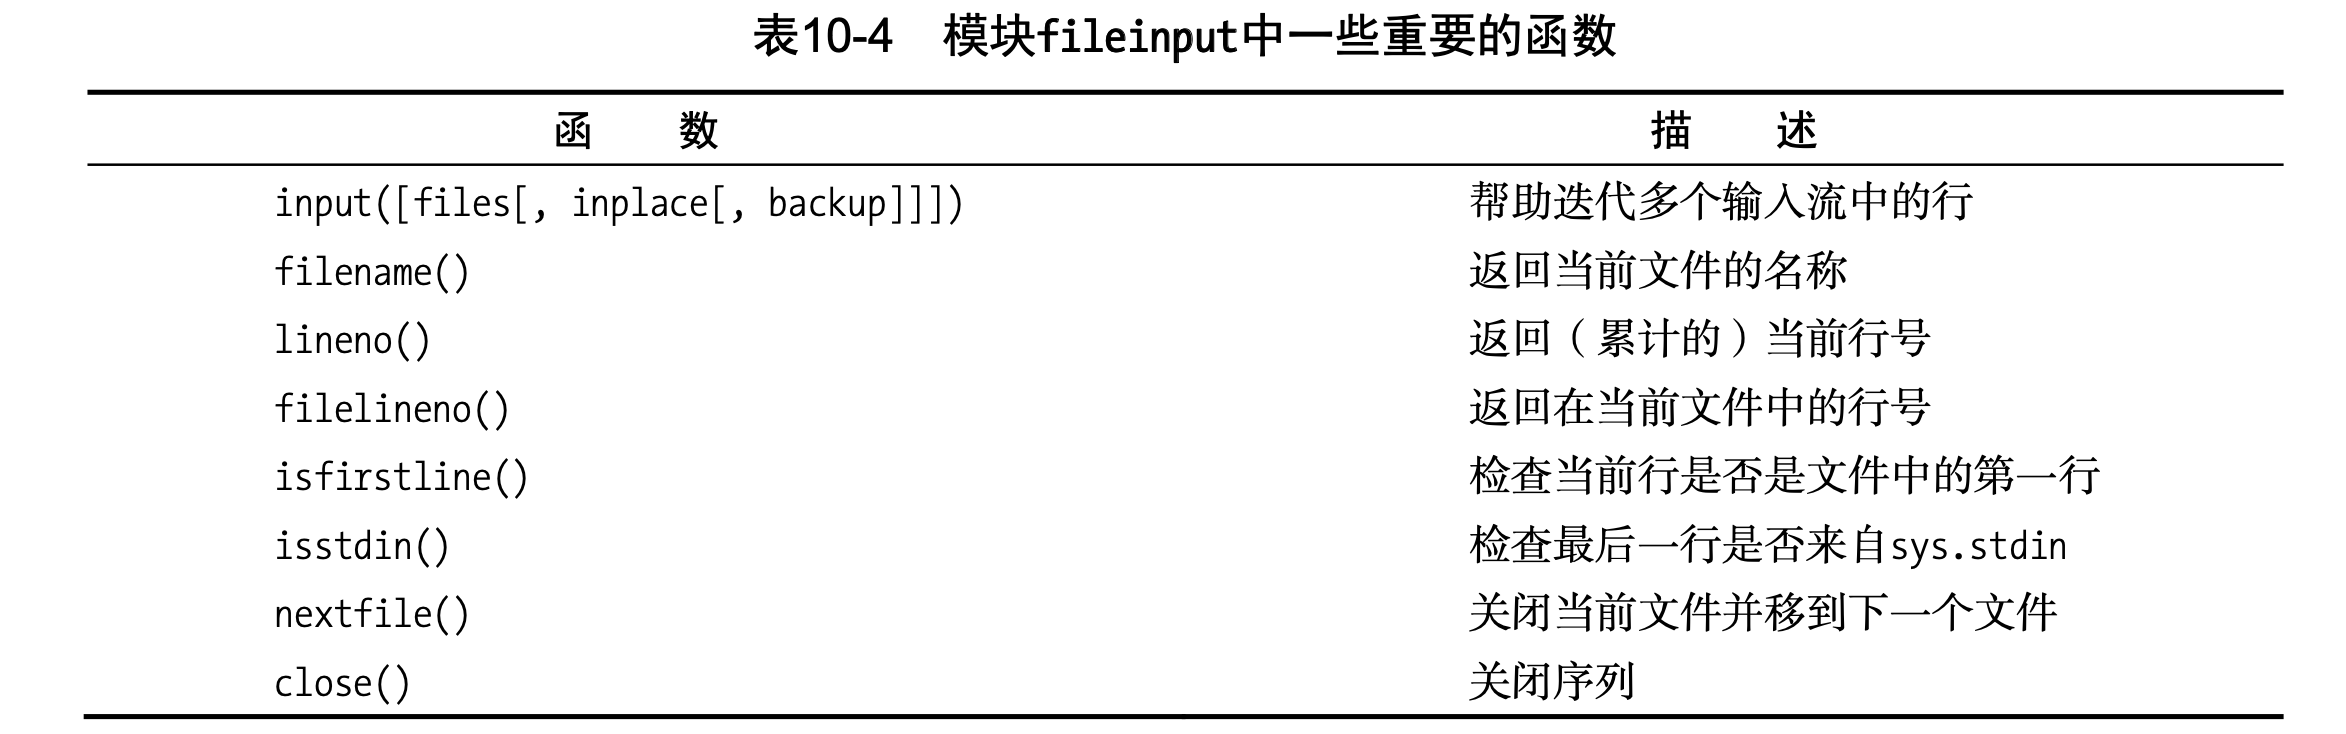 表10-4 模块fileinput中一些重要的函数
函 数 描 述
input([files[, inplace[, backup]]]) 帮助迭代多个输入流中的行
filename() 返回当前文件的名称
lineno() 返回（累计的）当前行号
filelineno() 返回在当前文件中的行号
isfirstline() 检查当前行是否是文件中的第一行
isstdin() 检查最后一行是否来自sys.stdin
nextfile() 关闭当前文件并移到下一个文件
close() 关闭序列